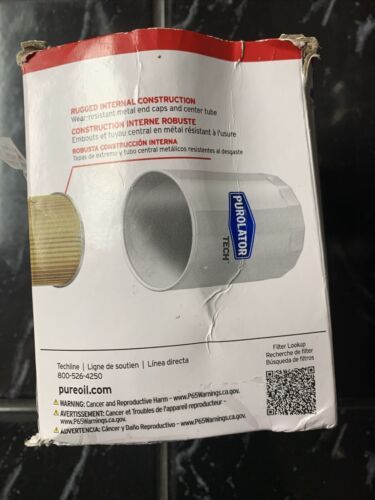 RUGGED INTERNAL CONSTRUCTION
Wear-resistant metal end caps and center tube
CONSTRUCTION INTERNE ROBUSTE
Embouts et tuyau central en métal résistant à l'usure
ROBUSTA CONSTRUCCIÓN INTERNA
Tapas de extremo y tubo central metálicos resistentes al desgaste
PUROLATOR
TECH™
Techline | Ligne de soutien | Línea directa
800-526-4250
pureoil.com
Filter Lookup
Recherche de filter
Búsqueda de filtros
⚠ WARNING: Cancer and Reproductive Harm – www.P65Warnings.ca.gov.
⚠ AVERTISSEMENT: Cancer et Troubles de l'appareil reproducteur – www.P65Warnings.ca.gov.
⚠ ADVERTENCIA: Cáncer y Daño Reproductivo – www.P65Warnings.ca.gov.